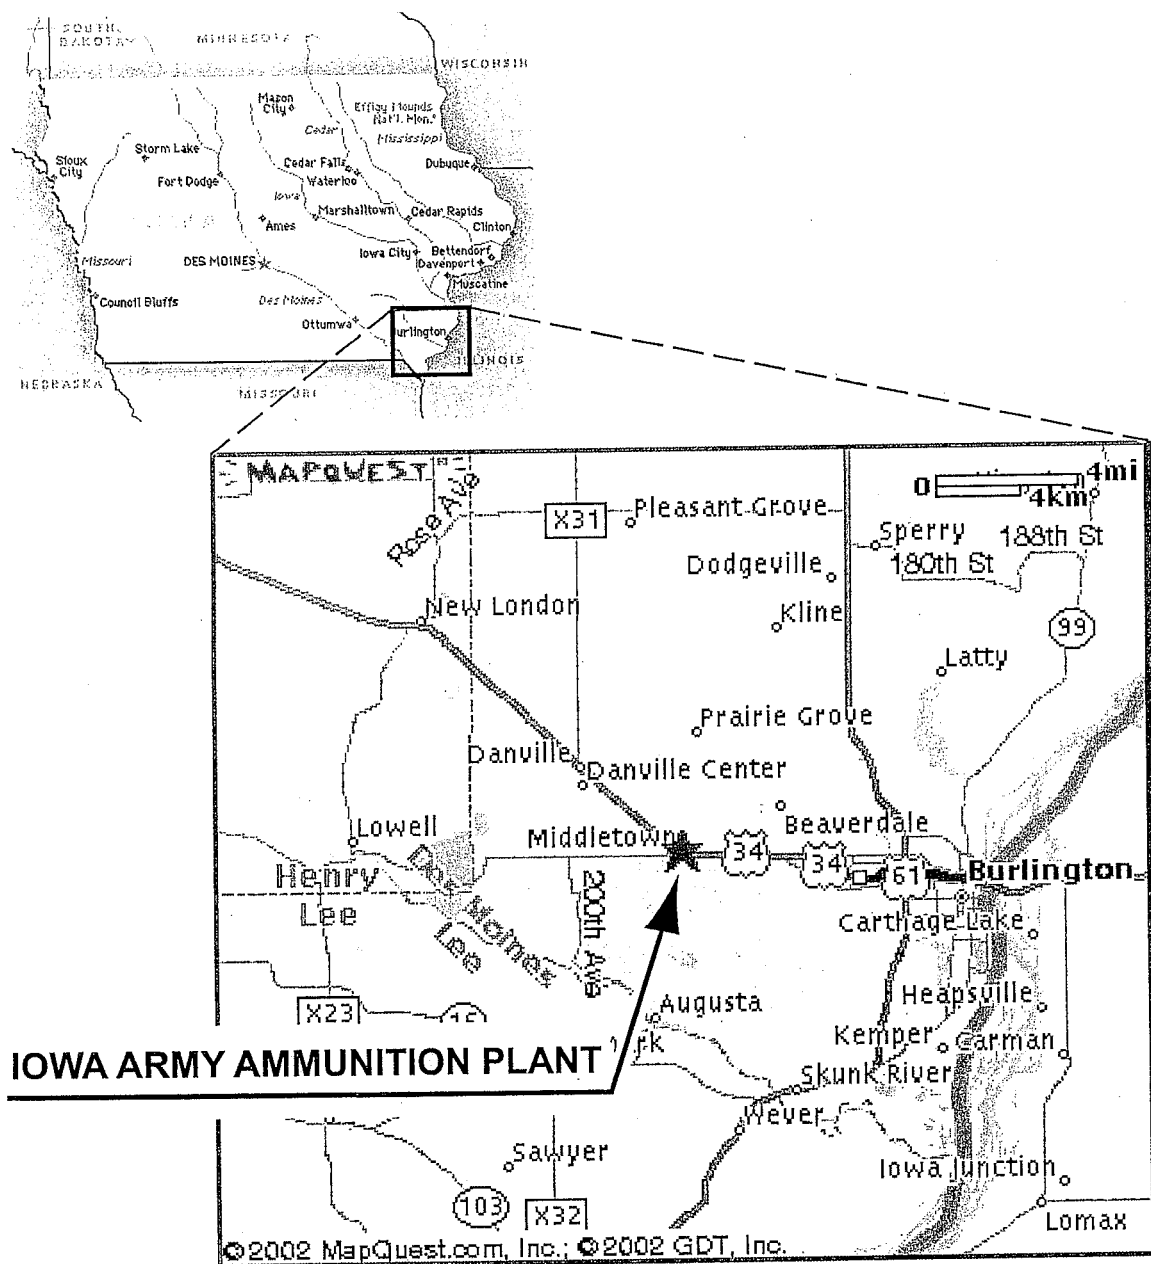 SOUTH
DAKOTA
MINNESOTA
WISCONSIN
Mason
City
Effigy Mounds
Nat'l. Mon.
Cedar
Mississippi
Storm Lake
Sioux
City
Cedar Falls
Waterloo
Dubuque
Fort Dodge
Iowa
Marshalltown
Cedar Rapids
Ames
Clinton
Iowa City
Bettendorf
Davenport
Missouri
DES MOINES
Muscatine
Council Bluffs
Des Moines
Ottumwa
urlington
ILLINOIS
NEBRASKA
MISSOURI
MAPQUEST
0
4mi
4km
Rose Ave
X31
Pleasant Grove
Sperry
188th St
180th St
Dodgeville
New London
Kline
99
Latty
Prairie Grove
Danville
Danville Center
Lowell
Middletown
Beaverdale
34
34
61
Burlington
Henry
Des Moines
Lee
Lee
200th Ave
Carthage Lake
X23
Augusta
Heapsville
Kemper
Carman
IOWA ARMY AMMUNITION PLANT
rk
Skunk River
Wever
Sawyer
Iowa Junction
103
X32
Lomax
©2002 MapQuest.com, Inc.; ©2002 GDT, Inc.